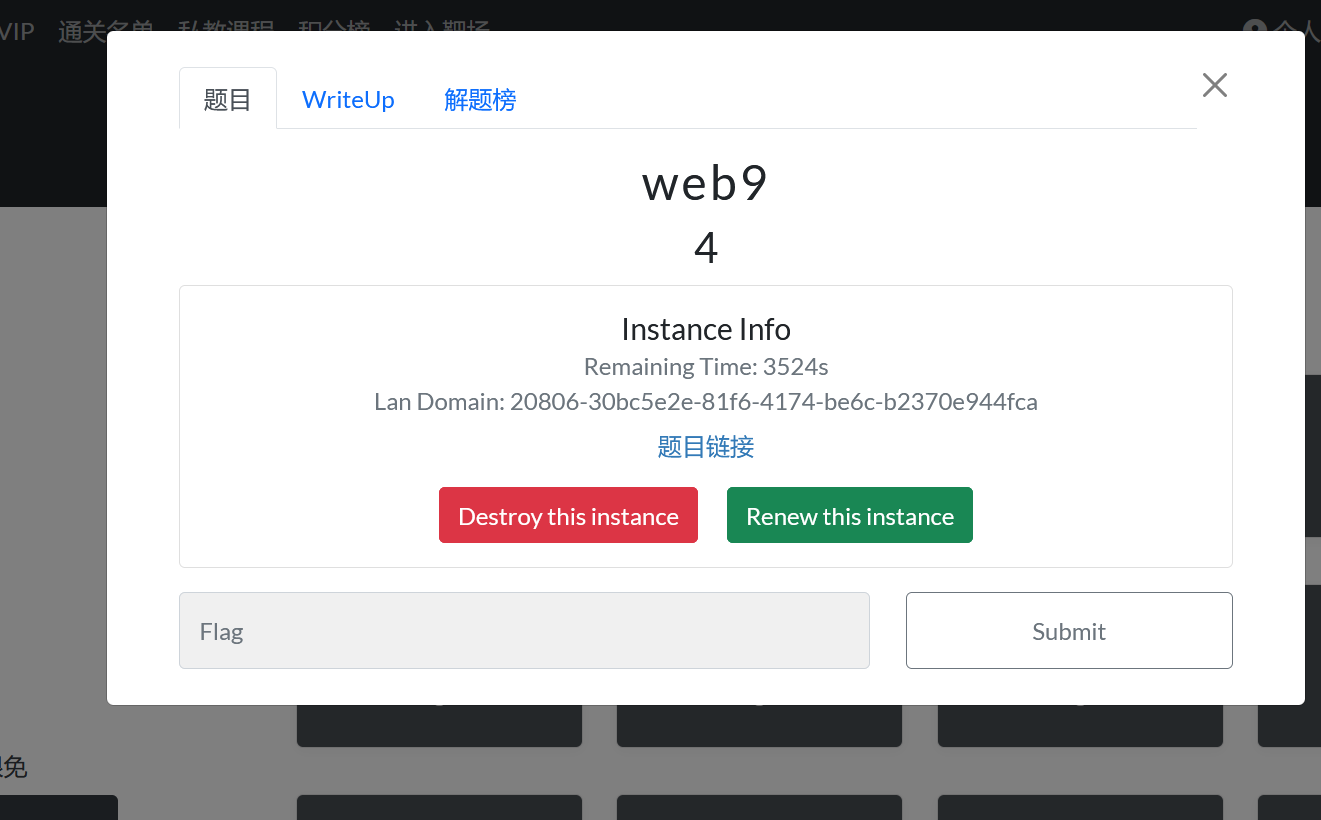 VIP 通关名单 私教课程 积分榜 进入靶场 个人
题目 WriteUp 解题榜
web9
4
Instance Info
Remaining Time: 3524s
Lan Domain: 20806-30bc5e2e-81f6-4174-be6c-b2370e944fca
题目链接
Destroy this instance Renew this instance
Flag Submit
免